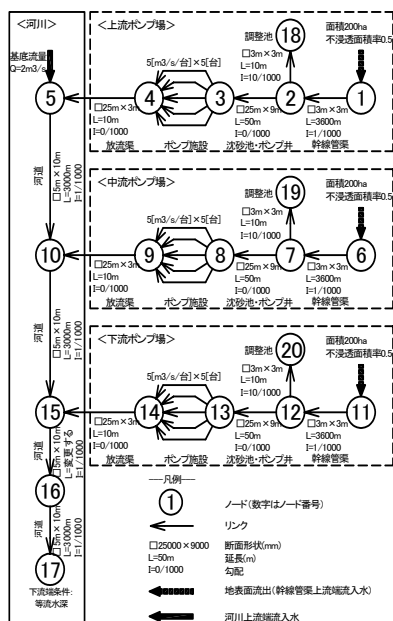 <河川>
基底流量
Q=2m3/s
5
河道
□5m×10m
L=3000m
I=1/1000
10
河道
□5m×10m
L=3000m
I=1/1000
15
河道
□5m×10m
L=変更する
I=1/1000
16
河道
□5m×10m
L=3000m
I=1/1000
17
下流端条件:
等流水深
<上流ポンプ場>
調整池
18
□3m×3m
L=10m
I=10/1000
面積200ha
不浸透面積率0.5
5[m3/s/台]×5[台]
4
3
2
1
□25m×3m
L=10m
I=0/1000
□25m×9m
L=50m
I=0/1000
□3m×3m
L=3600m
I=1/1000
放流渠
ポンプ施設
沈砂池・ポンプ井
幹線管渠
<中流ポンプ場>
調整池
19
□3m×3m
L=10m
I=10/1000
面積200ha
不浸透面積率0.5
5[m3/s/台]×5[台]
9
8
7
6
□25m×3m
L=10m
I=0/1000
□25m×9m
L=50m
I=0/1000
□3m×3m
L=3600m
I=1/1000
放流渠
ポンプ施設
沈砂池・ポンプ井
幹線管渠
<下流ポンプ場>
調整池
20
□3m×3m
L=10m
I=10/1000
面積200ha
不浸透面積率0.5
5[m3/s/台]×5[台]
14
13
12
11
□25m×3m
L=10m
I=0/1000
□25m×9m
L=50m
I=0/1000
□3m×3m
L=3600m
I=1/1000
放流渠
ポンプ施設
沈砂池・ポンプ井
幹線管渠
――凡例――
1
ノード(数字はノード番号)
リンク
□25000×9000
断面形状(mm)
L=50m
延長(m)
I=0/1000
勾配
地表面流出(幹線管渠上流端流入水)
河川上流端流入水